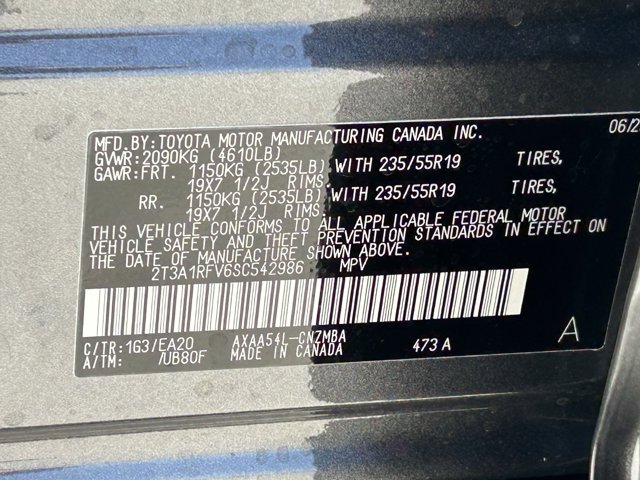 MFD.BY:TOYOTA MOTOR MANUFACTURING CANADA INC. 06/2
GVWR:2090KG (4610LB)
GAWR:FRT. 1150KG (2535LB) WITH 235/55R19 TIRES,
19X7 1/2J RIMS.
RR. 1150KG (2535LB) WITH 235/55R19 TIRES,
19X7 1/2J RIMS.
THIS VEHICLE CONFORMS TO ALL APPLICABLE FEDERAL MOTOR
VEHICLE SAFETY AND THEFT PREVENTION STANDARDS IN EFFECT ON
THE DATE OF MANUFACTURE SHOWN ABOVE.
2T3A1RFV6SC542986 MPV
C/TR:1G3/EA20 AXAA54L-CNZMBA 473A A
A/TM: /UB80F MADE IN CANADA